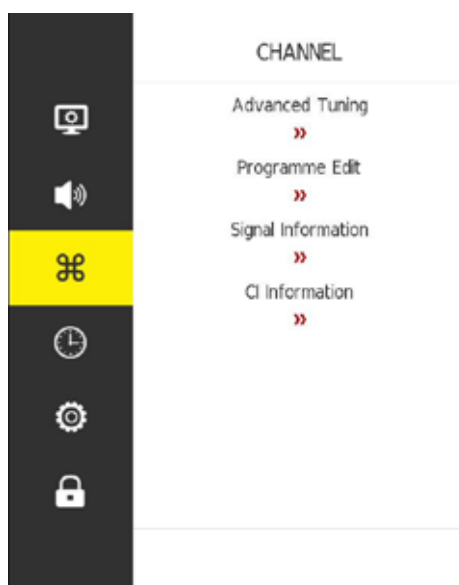 CHANNEL
Advanced Tuning
»
Programme Edit
»
Signal Information
»
CI Information
»